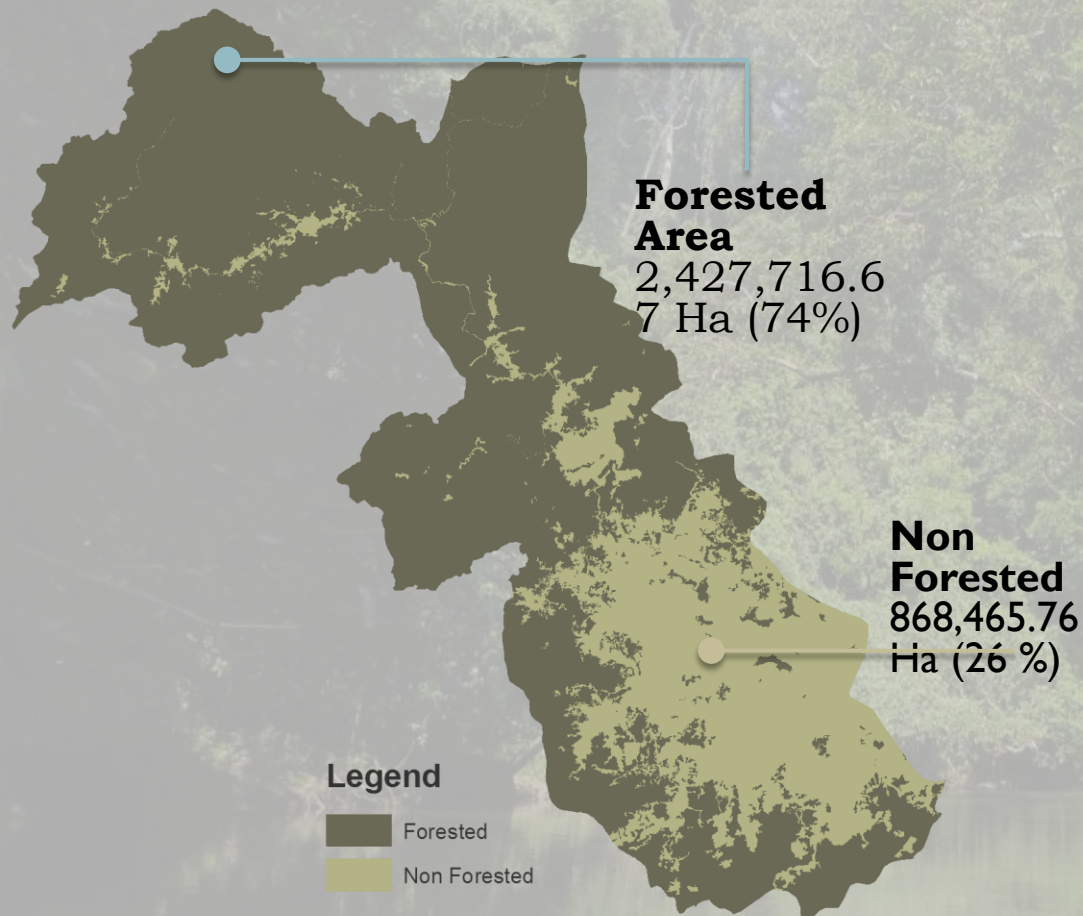 Forested
Area
2,427,716.6
7 Ha (74%)
Non
Forested
868,465.76
Ha (26 %)
Legend
Forested
Non Forested